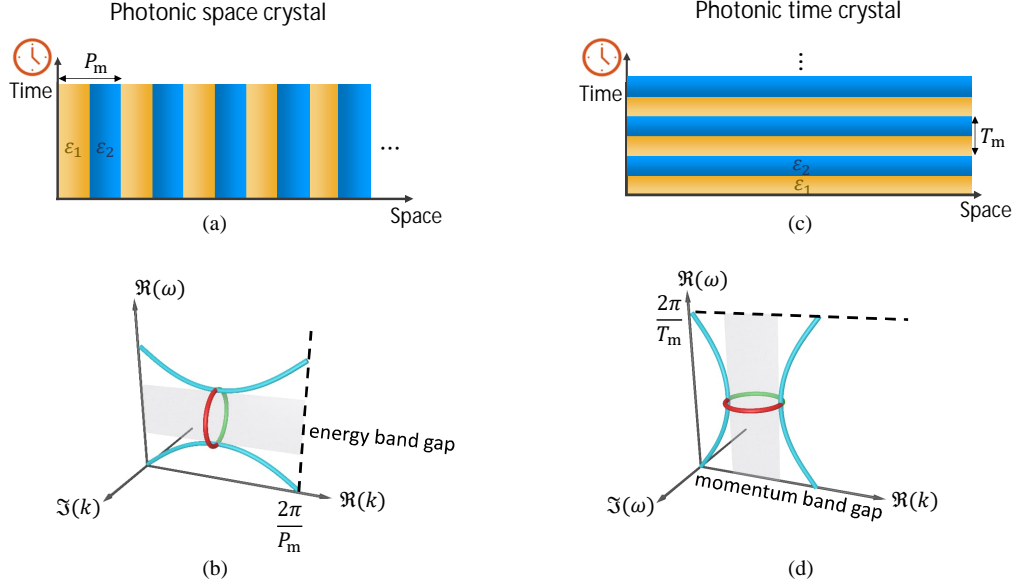 Photonic space crystal
Time
P_m
ε_1
ε_2
...
Space
(a)
ℜ(ω)
energy band gap
ℑ(k)
2π/P_m
ℜ(k)
(b)
Photonic time crystal
Time
⋮
T_m
ε_2
ε_1
Space
(c)
ℜ(ω)
2π/T_m
momentum band gap
ℑ(ω)
ℜ(k)
(d)